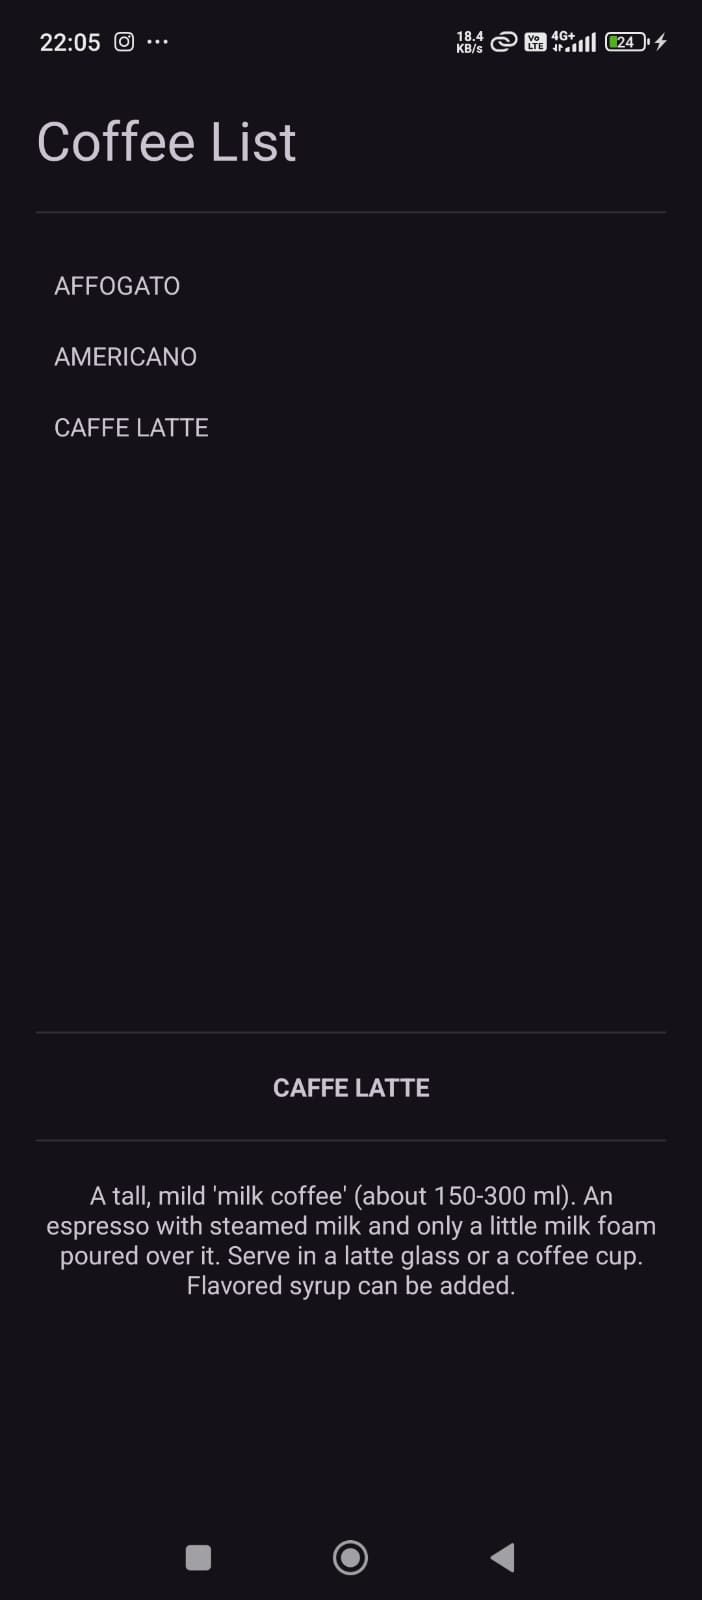 22:05
18.4
KB/s
Vo
LTE
4G+
24
Coffee List
AFFOGATO
AMERICANO
CAFFE LATTE
CAFFE LATTE
A tall, mild 'milk coffee' (about 150-300 ml). An
espresso with steamed milk and only a little milk foam
poured over it. Serve in a latte glass or a coffee cup.
Flavored syrup can be added.